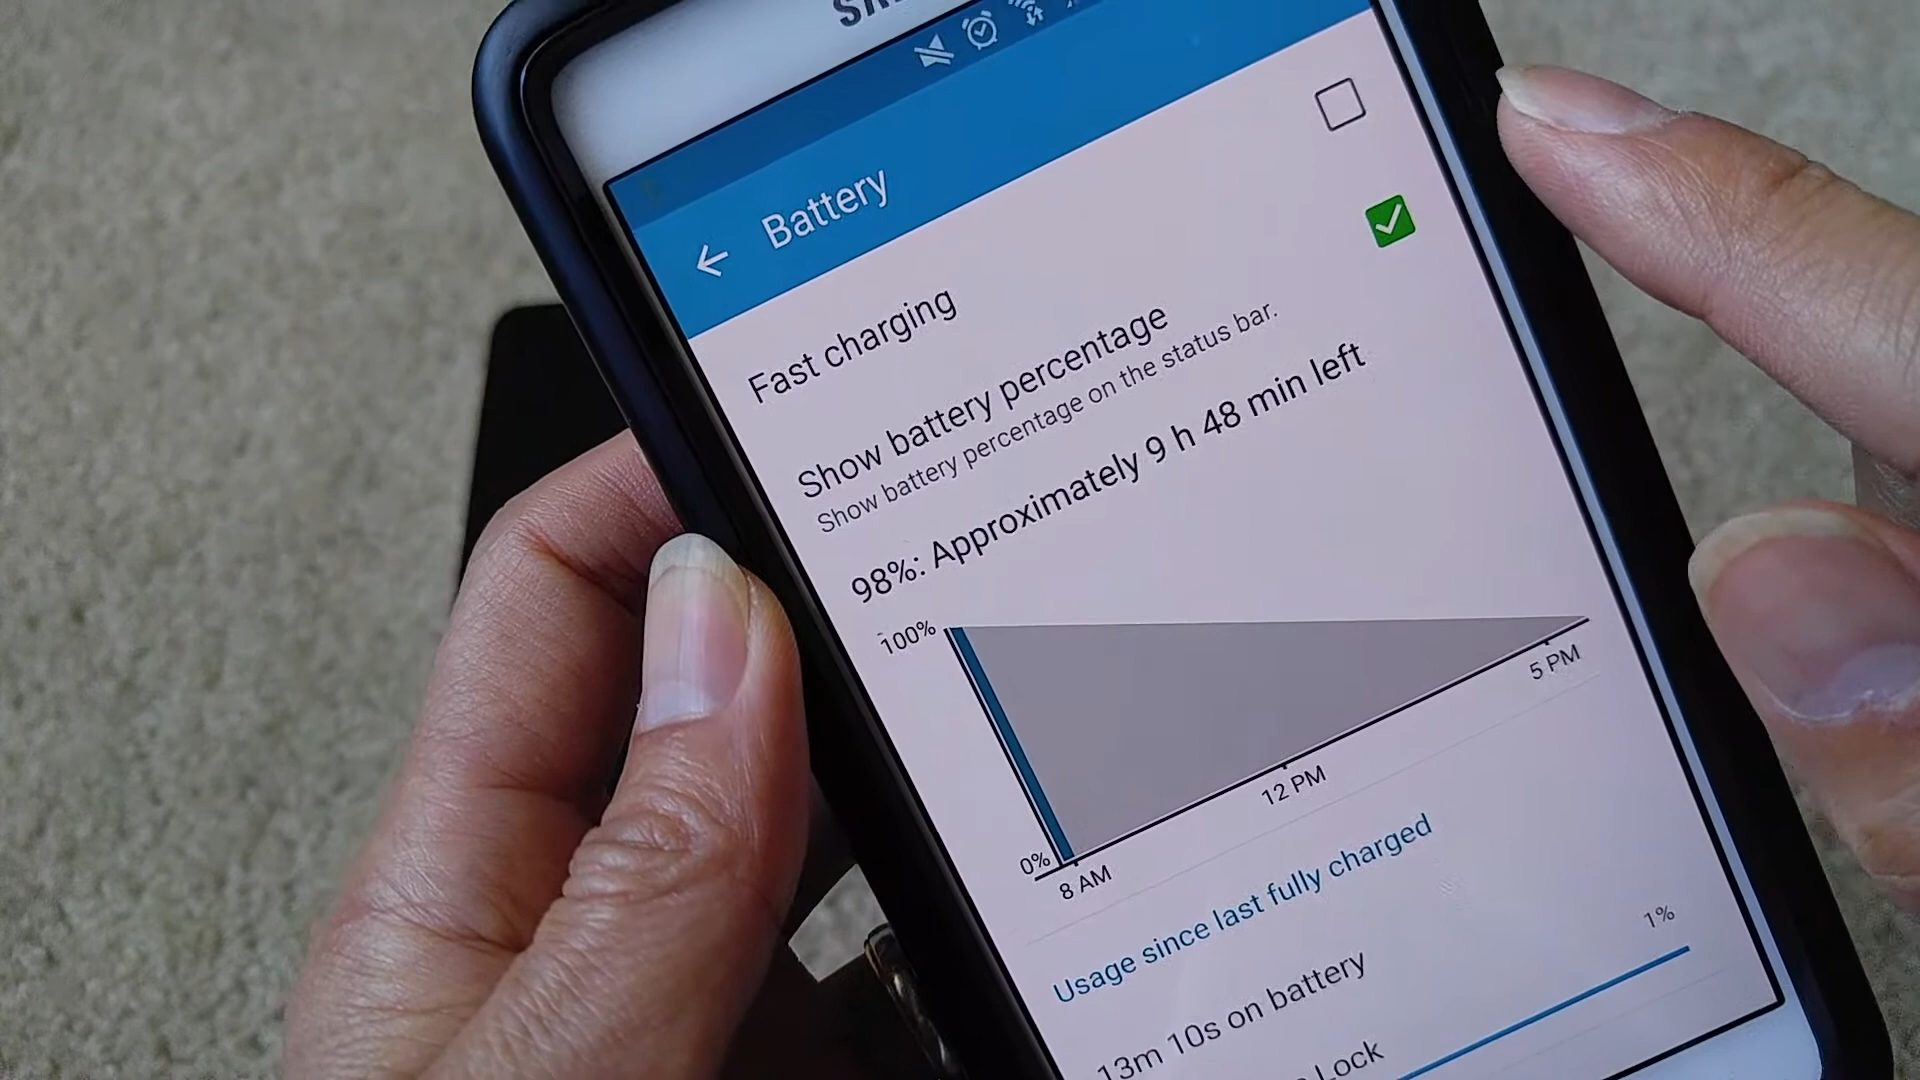 Battery
Fast charging
Show battery percentage
Show battery percentage on the status bar.
98%: Approximately 9 h 48 min left
100%
0%
8 AM
12 PM
5 PM
Usage since last fully charged
13m 10s on battery
1%
Lock